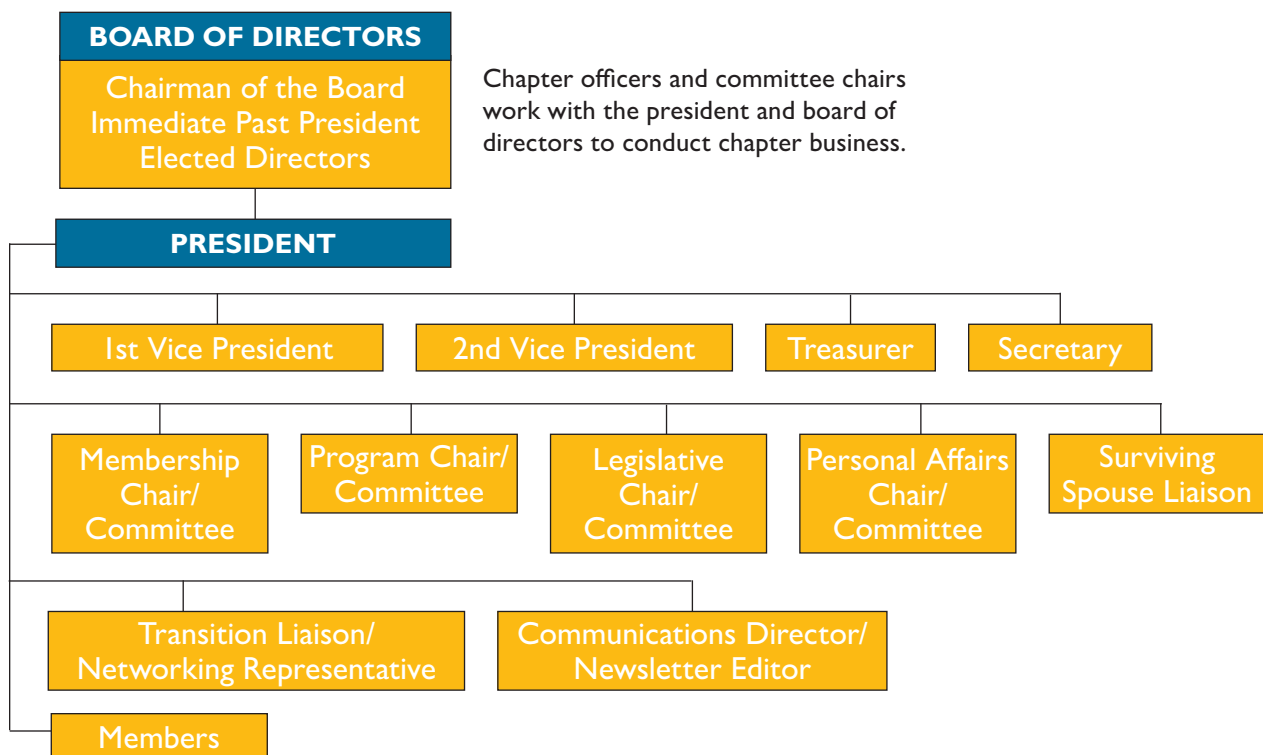 BOARD OF DIRECTORS
Chairman of the Board
Immediate Past President
Elected Directors
Chapter officers and committee chairs
work with the president and board of
directors to conduct chapter business.
PRESIDENT
1st Vice President
2nd Vice President
Treasurer
Secretary
Membership
Chair/
Committee
Program Chair/
Committee
Legislative
Chair/
Committee
Personal Affairs
Chair/
Committee
Surviving
Spouse Liaison
Transition Liaison/
Networking Representative
Communications Director/
Newsletter Editor
Members